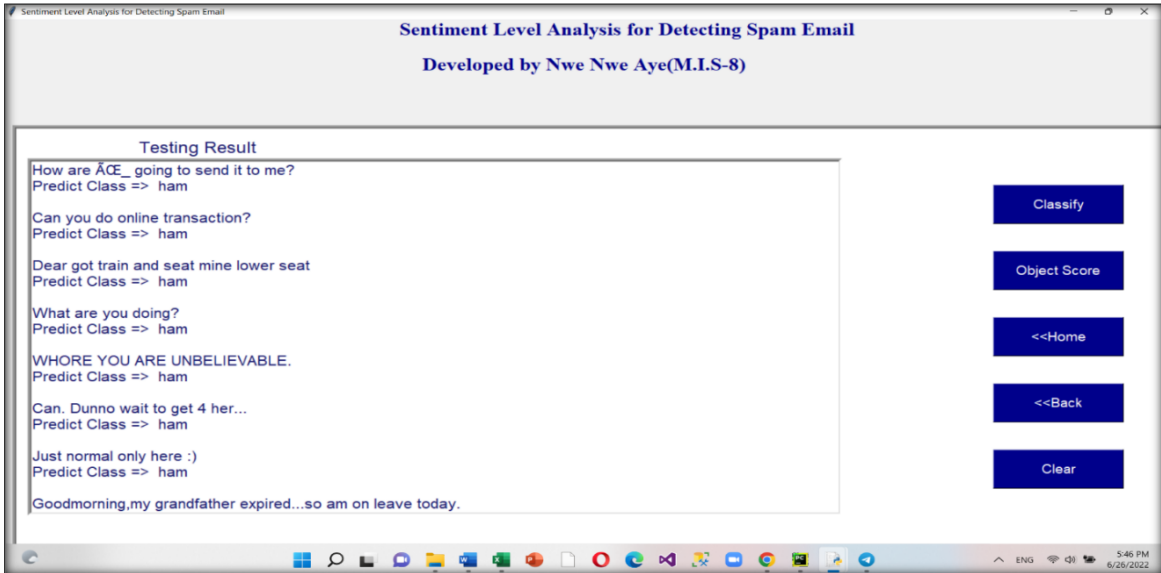 Sentiment Level Analysis for Detecting Spam Email
Sentiment Level Analysis for Detecting Spam Email
Developed by Nwe Nwe Aye(M.I.S-8)
Testing Result
How are ÃŒ_ going to send it to me?
Predict Class => ham
Can you do online transaction?
Predict Class => ham
Dear got train and seat mine lower seat
Predict Class => ham
What are you doing?
Predict Class => ham
WHORE YOU ARE UNBELIEVABLE.
Predict Class => ham
Can. Dunno wait to get 4 her...
Predict Class => ham
Just normal only here :)
Predict Class => ham
Goodmorning,my grandfather expired...so am on leave today.
Classify
Object Score
<<Home
<<Back
Clear
ENG
5:46 PM
6/26/2022